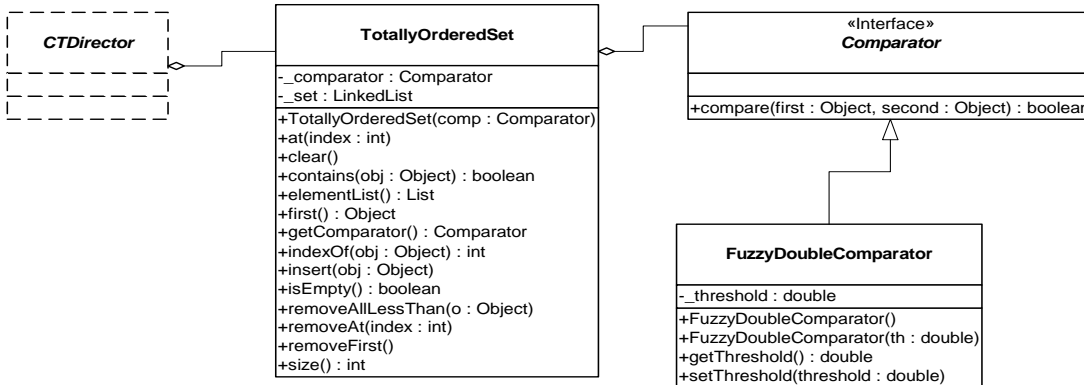 CTDirector
TotallyOrderedSet
-_comparator : Comparator
-_set : LinkedList
+TotallyOrderedSet(comp : Comparator)
+at(index : int)
+clear()
+contains(obj : Object) : boolean
+elementList() : List
+first() : Object
+getComparator() : Comparator
+indexOf(obj : Object) : int
+insert(obj : Object)
+isEmpty() : boolean
+removeAllLessThan(o : Object)
+removeAt(index : int)
+removeFirst()
+size() : int
«Interface»
Comparator
+compare(first : Object, second : Object) : boolean
FuzzyDoubleComparator
-_threshold : double
+FuzzyDoubleComparator()
+FuzzyDoubleComparator(th : double)
+getThreshold() : double
+setThreshold(threshold : double)